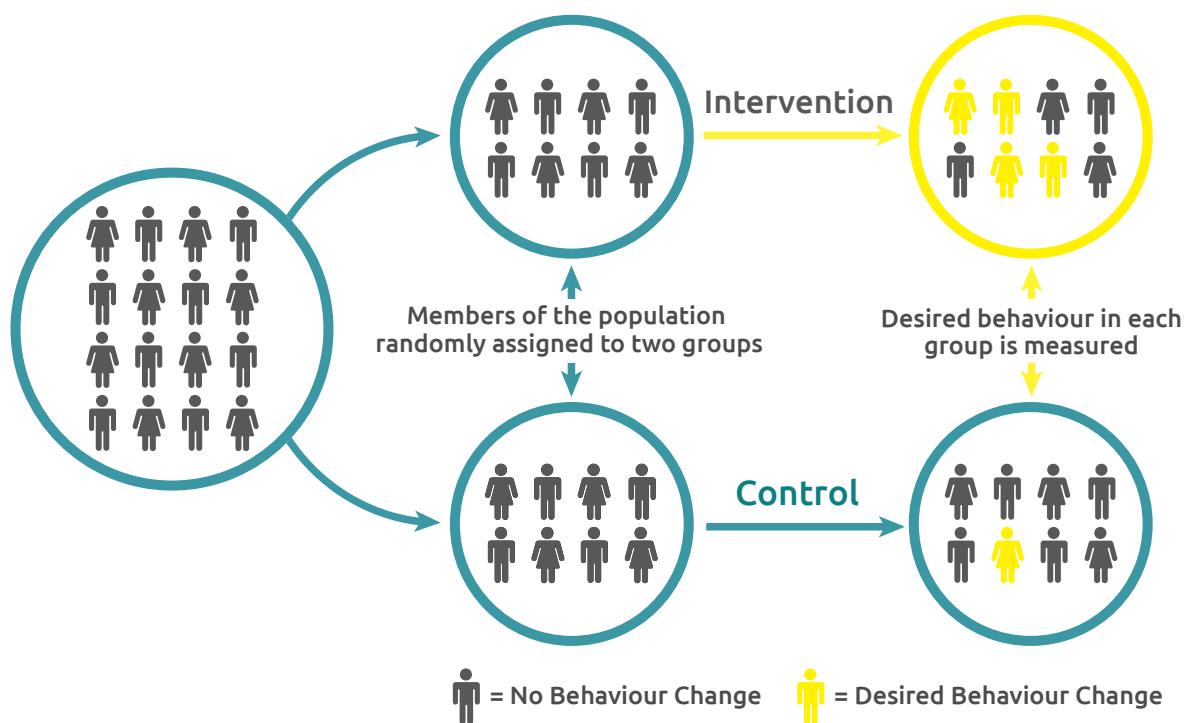 Intervention
Members of the population
randomly assigned to two groups
Desired behaviour in each
group is measured
Control
= No Behaviour Change
= Desired Behaviour Change